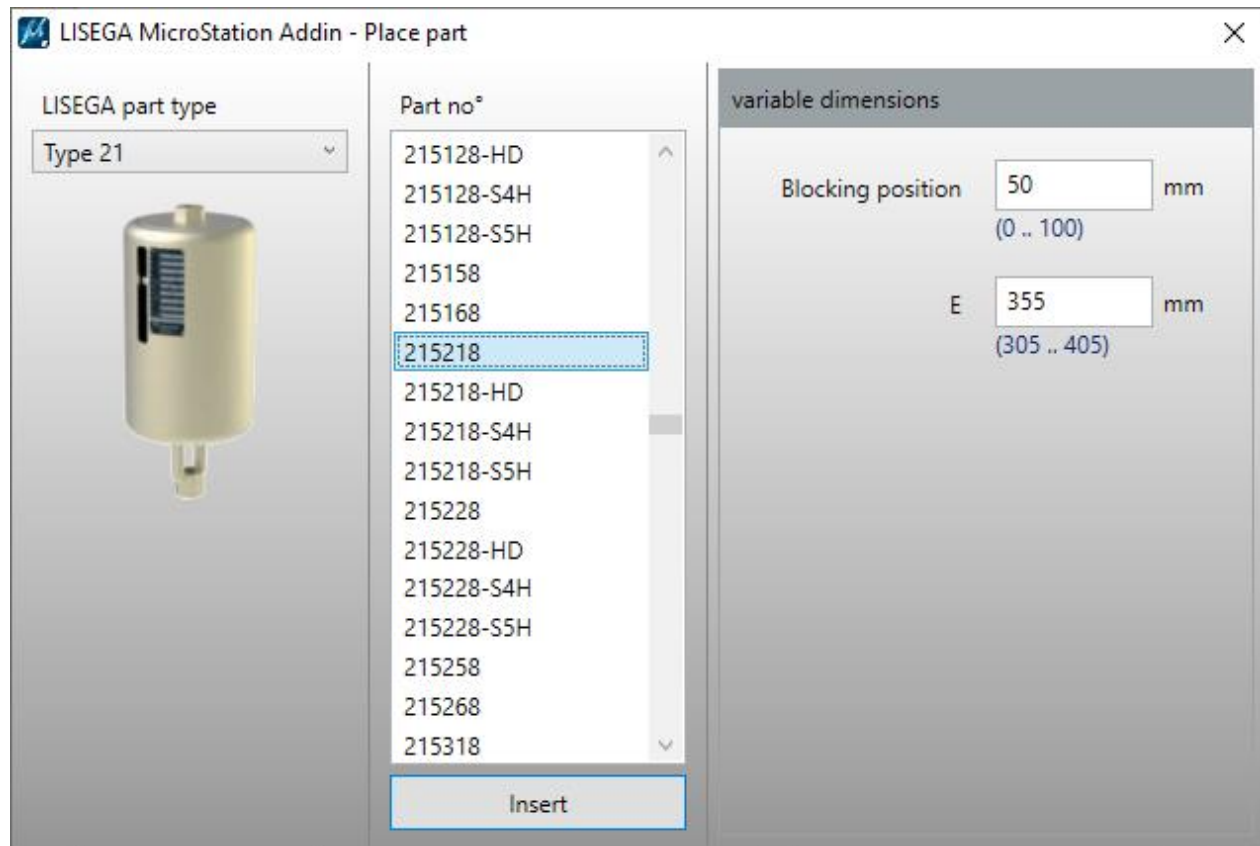 LISEGA MicroStation Addin - Place part
LISEGA part type
Type 21
Part no°
215128-HD
215128-S4H
215128-S5H
215158
215168
215218
215218-HD
215218-S4H
215218-S5H
215228
215228-HD
215228-S4H
215228-S5H
215258
215268
215318
Insert
variable dimensions
Blocking position 50 mm
(0 .. 100)
E 355 mm
(305 .. 405)